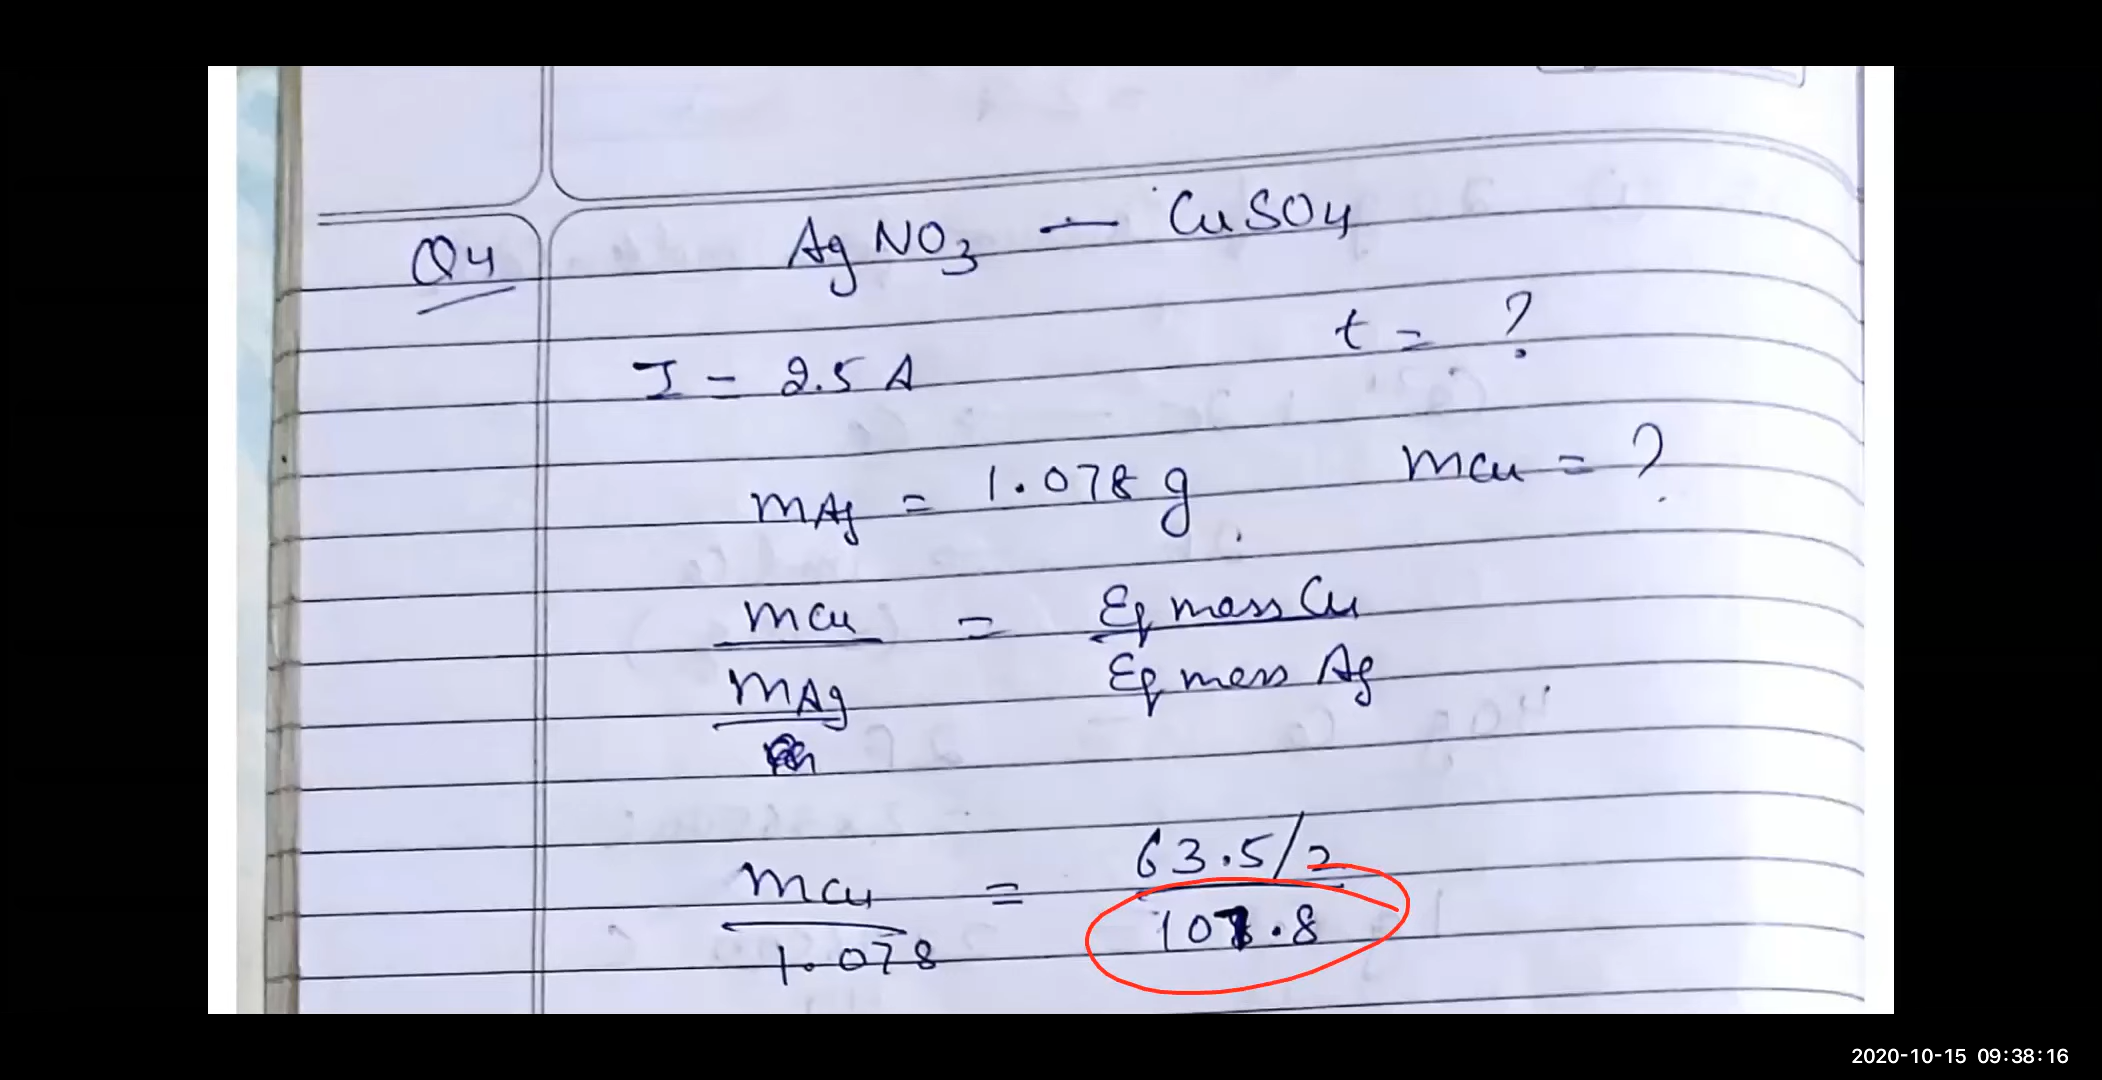 Q4
AgNO3 — CuSO4
I = 2.5 A
t = ?
mAg = 1.078 g
mCu = ?
mCu = Eq mass Cu
mAg Eq mass Ag
mCu = 63.5/2
1.078 107.8
2020-10-15 09:38:16